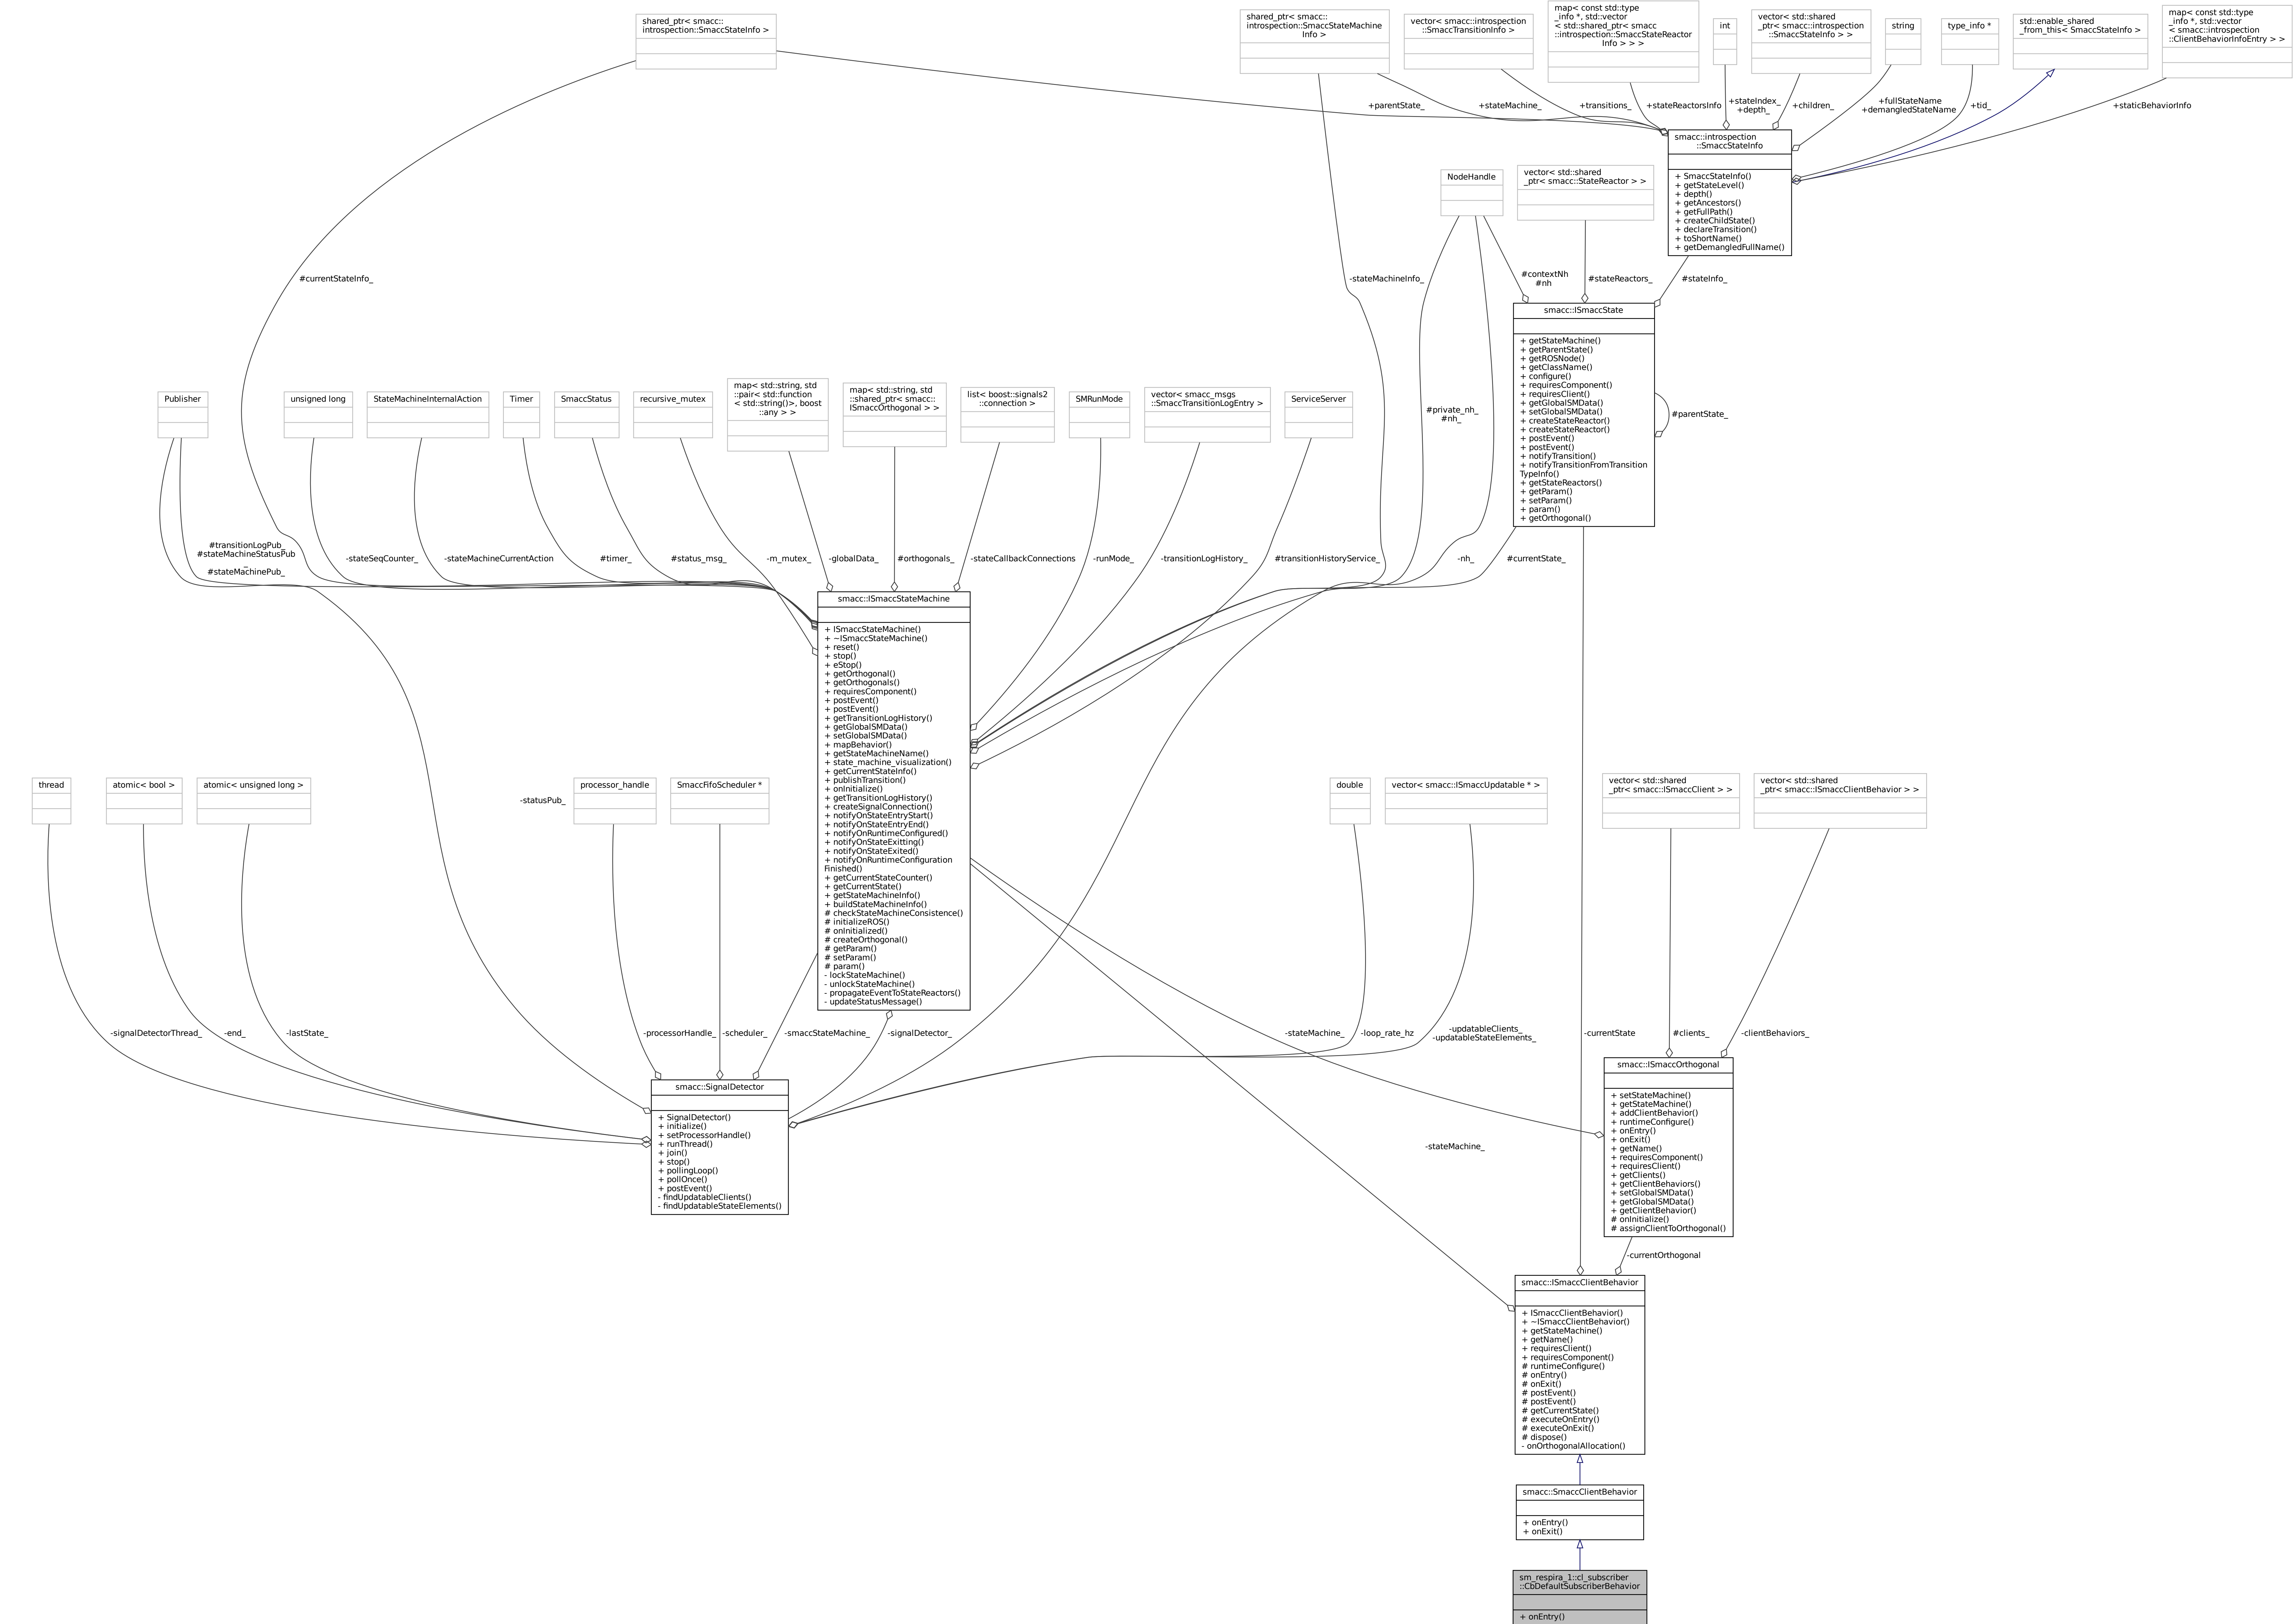 shared_ptr< smacc::
introspection::SmaccStateInfo >
shared_ptr< smacc::
introspection::SmaccStateMachine
Info >
vector< smacc::introspection
::SmaccTransitionInfo >
map< const std::type
_info *, std::vector
< std::shared_ptr< smacc
::introspection::SmaccStateReactor
Info > > >
int
vector< std::shared
_ptr< smacc::introspection
::SmaccStateInfo > >
string
type_info *
std::enable_shared
_from_this< SmaccStateInfo >
map< const std::type
_info *, std::vector
< smacc::introspection
::ClientBehaviorInfoEntry > >
+parentState_
+stateMachine_
+transitions_
+stateReactorsInfo
+stateIndex_
+depth_
+children_
+fullStateName
+demangledStateName
+tid_
+staticBehaviorInfo
smacc::introspection
::SmaccStateInfo
+ SmaccStateInfo()
+ getStateLevel()
+ depth()
+ getAncestors()
+ getFullPath()
+ createChildState()
+ declareTransition()
+ toShortName()
+ getDemangledFullName()
NodeHandle
vector< std::shared
_ptr< smacc::StateReactor > >
#currentStateInfo_
-stateMachineInfo_
#contextNh
#nh
#stateReactors_
#stateInfo_
smacc::ISmaccState
+ getStateMachine()
+ getParentState()
+ getROSNode()
+ getClassName()
+ configure()
+ requiresComponent()
+ requiresClient()
+ getGlobalSMData()
+ setGlobalSMData()
+ createStateReactor()
+ createStateReactor()
+ postEvent()
+ postEvent()
+ notifyTransition()
+ notifyTransitionFromTransition
TypeInfo()
+ getStateReactors()
+ getParam()
+ setParam()
+ param()
+ getOrthogonal()
#parentState_
#private_nh_
#nh_
Publisher
unsigned long
StateMachineInternalAction
Timer
SmaccStatus
recursive_mutex
map< std::string, std
::pair< std::function
< std::string()>, boost
::any > >
map< std::string, std
::shared_ptr< smacc::
ISmaccOrthogonal > >
list< boost::signals2
::connection >
SMRunMode
vector< smacc_msgs
::SmaccTransitionLogEntry >
ServiceServer
#transitionLogPub_
#stateMachineStatusPub
_
#stateMachinePub_
-stateSeqCounter_
-stateMachineCurrentAction
#timer_
#status_msg_
-m_mutex_
-globalData_
#orthogonals_
-stateCallbackConnections
-runMode_
-transitionLogHistory_
#transitionHistoryService_
-nh_
#currentState_
smacc::ISmaccStateMachine
+ ISmaccStateMachine()
+ ~ISmaccStateMachine()
+ reset()
+ stop()
+ eStop()
+ getOrthogonal()
+ getOrthogonals()
+ requiresComponent()
+ postEvent()
+ postEvent()
+ getTransitionLogHistory()
+ getGlobalSMData()
+ setGlobalSMData()
+ mapBehavior()
+ getStateMachineName()
+ state_machine_visualization()
+ getCurrentStateInfo()
+ publishTransition()
+ onInitialize()
+ getTransitionLogHistory()
+ createSignalConnection()
+ notifyOnStateEntryStart()
+ notifyOnStateEntryEnd()
+ notifyOnRuntimeConfigured()
+ notifyOnStateExitting()
+ notifyOnStateExited()
+ notifyOnRuntimeConfiguration
Finished()
+ getCurrentStateCounter()
+ getCurrentState()
+ getStateMachineInfo()
+ buildStateMachineInfo()
# checkStateMachineConsistence()
# initializeROS()
# onInitialized()
# createOrthogonal()
# getParam()
# setParam()
# param()
- lockStateMachine()
- unlockStateMachine()
- propagateEventToStateReactors()
- updateStatusMessage()
thread
atomic< bool >
atomic< unsigned long >
-statusPub_
processor_handle
SmaccFifoScheduler *
double
vector< smacc::ISmaccUpdatable * >
vector< std::shared
_ptr< smacc::ISmaccClient > >
vector< std::shared
_ptr< smacc::ISmaccClientBehavior > >
-signalDetectorThread_
-end_
-lastState_
-processorHandle_
-scheduler_
-smaccStateMachine_
-signalDetector_
-stateMachine_
-loop_rate_hz
-updatableClients_
-updatableStateElements_
-currentState
#clients_
-clientBehaviors_
smacc::SignalDetector
+ SignalDetector()
+ initialize()
+ setProcessorHandle()
+ runThread()
+ join()
+ stop()
+ pollingLoop()
+ pollOnce()
+ postEvent()
- findUpdatableClients()
- findUpdatableStateElements()
smacc::ISmaccOrthogonal
+ setStateMachine()
+ getStateMachine()
+ addClientBehavior()
+ runtimeConfigure()
+ onEntry()
+ onExit()
+ getName()
+ requiresComponent()
+ requiresClient()
+ getClients()
+ getClientBehaviors()
+ setGlobalSMData()
+ getGlobalSMData()
+ getClientBehavior()
# onInitialize()
# assignClientToOrthogonal()
-stateMachine_
-currentOrthogonal
smacc::ISmaccClientBehavior
+ ISmaccClientBehavior()
+ ~ISmaccClientBehavior()
+ getStateMachine()
+ getName()
+ requiresClient()
+ requiresComponent()
# runtimeConfigure()
# onEntry()
# onExit()
# postEvent()
# postEvent()
# getCurrentState()
# executeOnEntry()
# executeOnExit()
# dispose()
- onOrthogonalAllocation()
smacc::SmaccClientBehavior
+ onEntry()
+ onExit()
sm_respira_1::cl_subscriber
::CbDefaultSubscriberBehavior
+ onEntry()